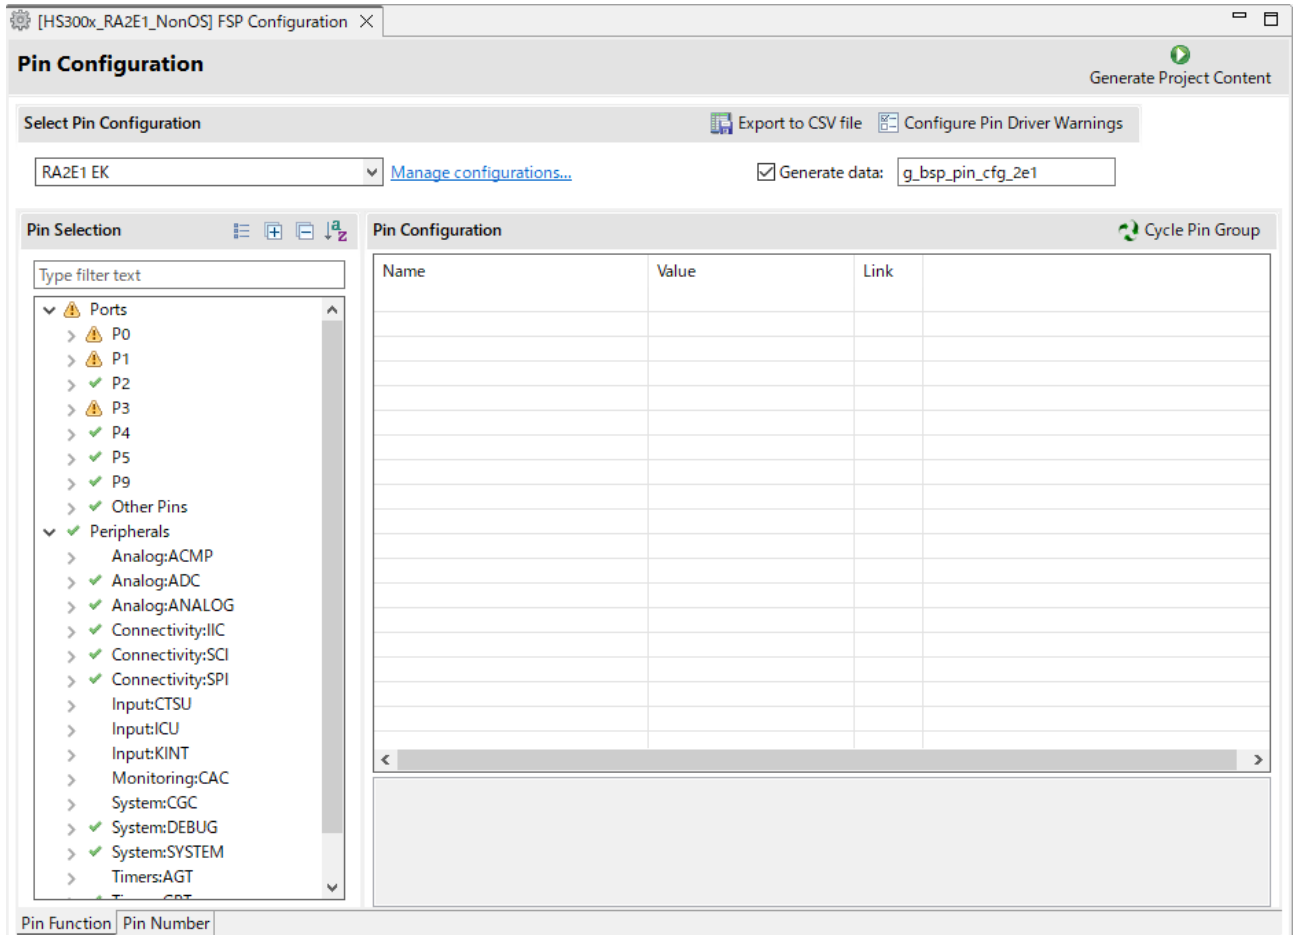 [HS300x_RA2E1_NonOS] FSP Configuration
Pin Configuration
Generate Project Content
Select Pin Configuration
Export to CSV file
Configure Pin Driver Warnings
RA2E1 EK
Manage configurations...
Generate data:
g_bsp_pin_cfg_2e1
Pin Selection
Pin Configuration
Cycle Pin Group
Type filter text
Name Value Link
Ports
P0
P1
P2
P3
P4
P5
P9
Other Pins
Peripherals
Analog:ACMP
Analog:ADC
Analog:ANALOG
Connectivity:IIC
Connectivity:SCI
Connectivity:SPI
Input:CTSU
Input:ICU
Input:KINT
Monitoring:CAC
System:CGC
System:DEBUG
System:SYSTEM
Timers:AGT
Pin Function
Pin Number